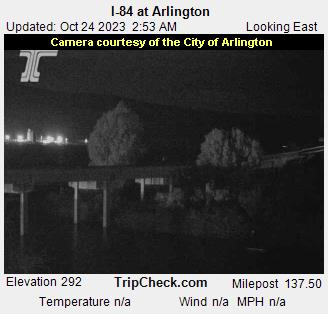 I-84 at Arlington
Updated: Oct 24 2023 2:53 AM Looking East
Camera courtesy of the City of Arlington
Elevation 292 TripCheck.com Milepost 137.50
Temperature n/a Wind n/a MPH n/a